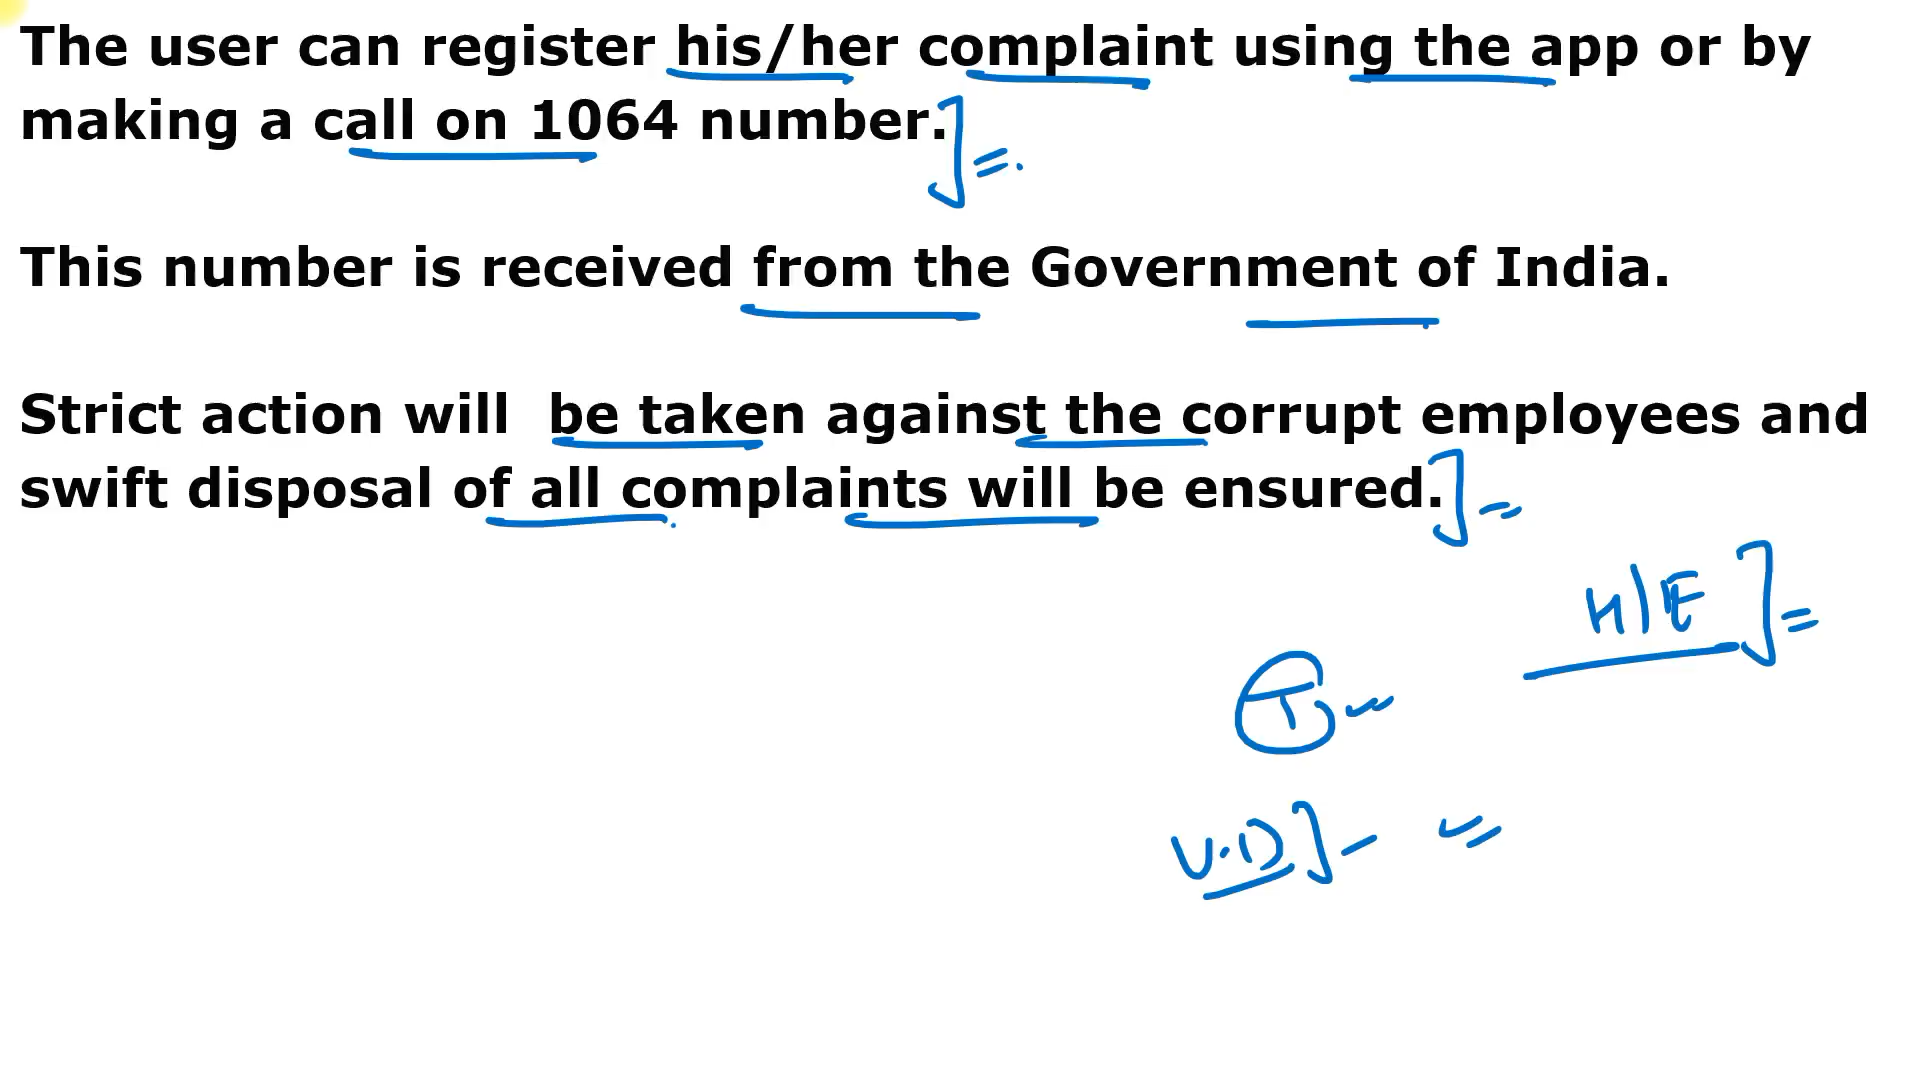 The user can register his/her complaint using the app or by
making a call on 1064 number.
This number is received from the Government of India.
Strict action will be taken against the corrupt employees and
swift disposal of all complaints will be ensured.
H/E
T
V.D